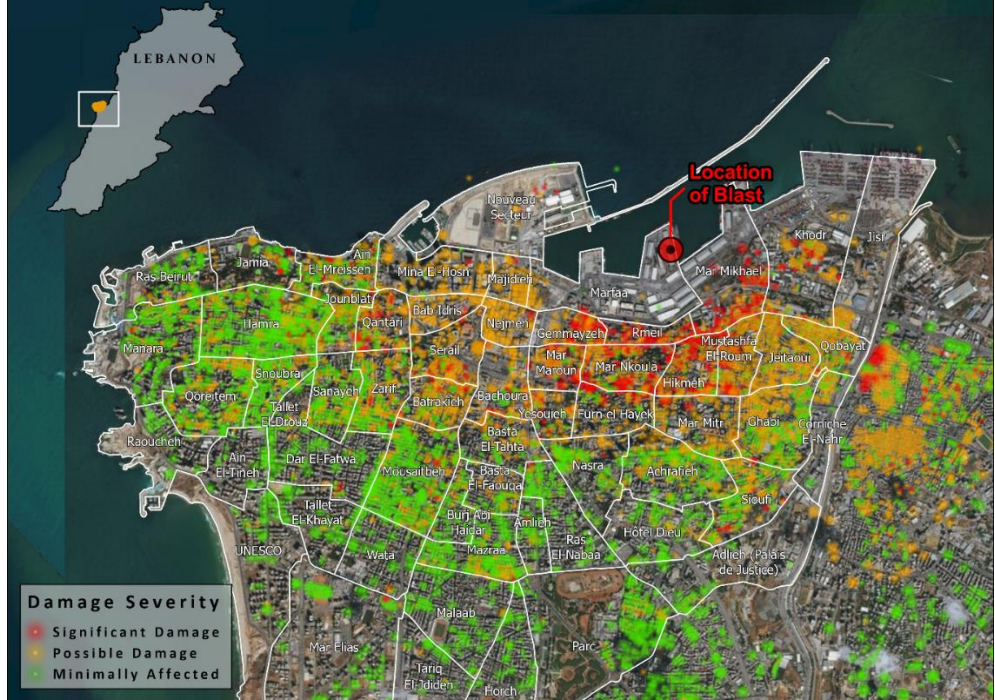 LEBANON
Location
of Blast
Nouveau
Secteur
Khodr
Jisr
Ras Beirut
Jamia
Ain
El-Mreissen
Mina El-Hosn
Majidieh
Marfaa
Mar Mikhael
Jounblat
Bab Idris
Hamra
Qantari
Nejmeh
Gemmayzeh
Rmeil
Mustashfa
El-Roum
Manara
Serail
Mar
Maroun
Mar Nkoula
Jeitaoui
Qobayat
Snoubra
Hikmeh
Qoreitem
Sanayeh
Zarif
Batrakieh
Bachoura
Tallet
El-Drouz
Yesouieh
Furn el Hayek
Mar Mitr
Ghabi
Corniche
El-Nahr
Raoucheh
Basta
El-Tahta
Ain
El-Tineh
Dar El-Fatwa
Mousaitbeh
Basta
El-Faouqa
Nasra
Achrafieh
Sioufi
Tallet
El-Khayat
Burj Abi
Haidar
Amlieh
Hôtel Dieu
UNESCO
Wata
Mazraa
Ras
El-Nabaa
Adlieh (Palais
de Justice)
Malaab
Mar Elias
Parc
Tariq
El-Jdideh
Horch
Damage Severity
Significant Damage
Possible Damage
Minimally Affected